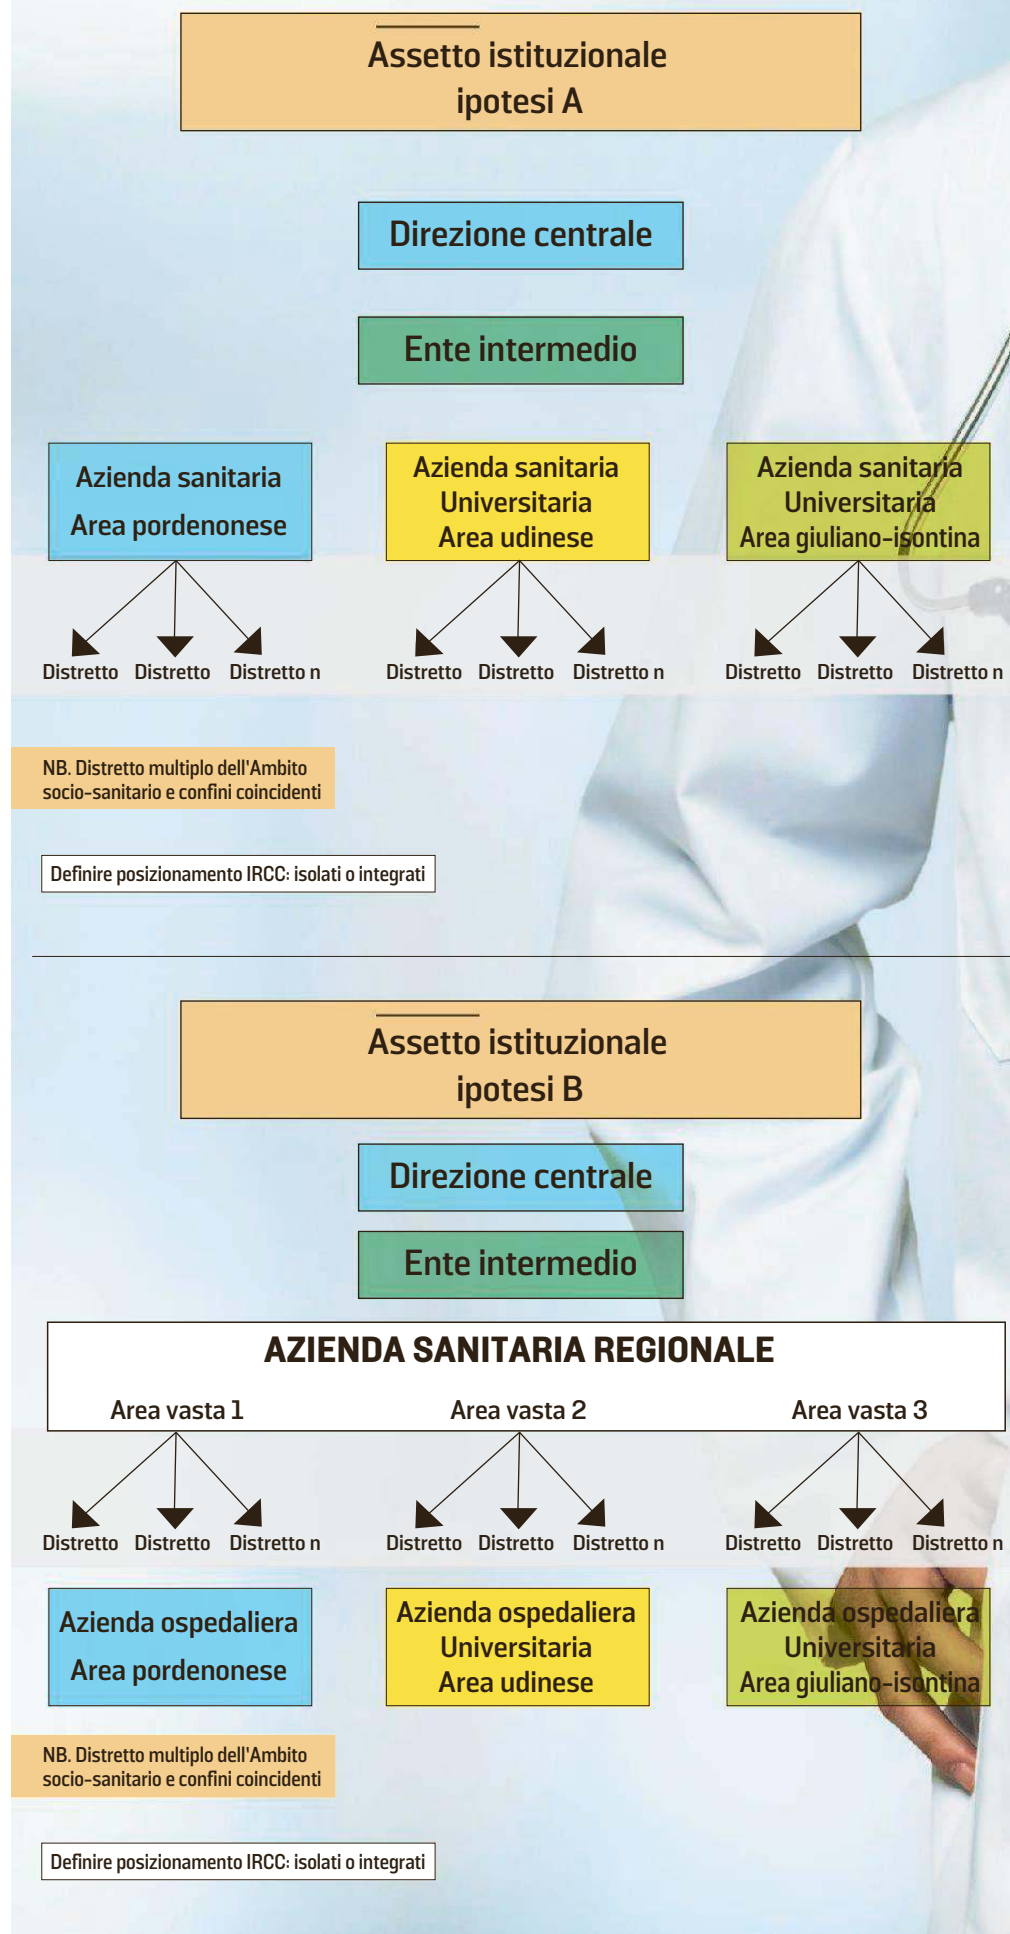 Assetto istituzionale
ipotesi A
Direzione centrale
Ente intermedio
Azienda sanitaria
Area pordenonese
Azienda sanitaria
Universitaria
Area udinese
Azienda sanitaria
Universitaria
Area giuliano-isontina
Distretto Distretto Distretto n
Distretto Distretto Distretto n
Distretto Distretto Distretto n
NB. Distretto multiplo dell'Ambito
socio-sanitario e confini coincidenti
Definire posizionamento IRCC: isolati o integrati
Assetto istituzionale
ipotesi B
Direzione centrale
Ente intermedio
AZIENDA SANITARIA REGIONALE
Area vasta 1
Area vasta 2
Area vasta 3
Distretto Distretto Distretto n
Distretto Distretto Distretto n
Distretto Distretto Distretto n
Azienda ospedaliera
Area pordenonese
Azienda ospedaliera
Universitaria
Area udinese
Azienda ospedaliera
Universitaria
Area giuliano-isontina
NB. Distretto multiplo dell'Ambito
socio-sanitario e confini coincidenti
Definire posizionamento IRCC: isolati o integrati